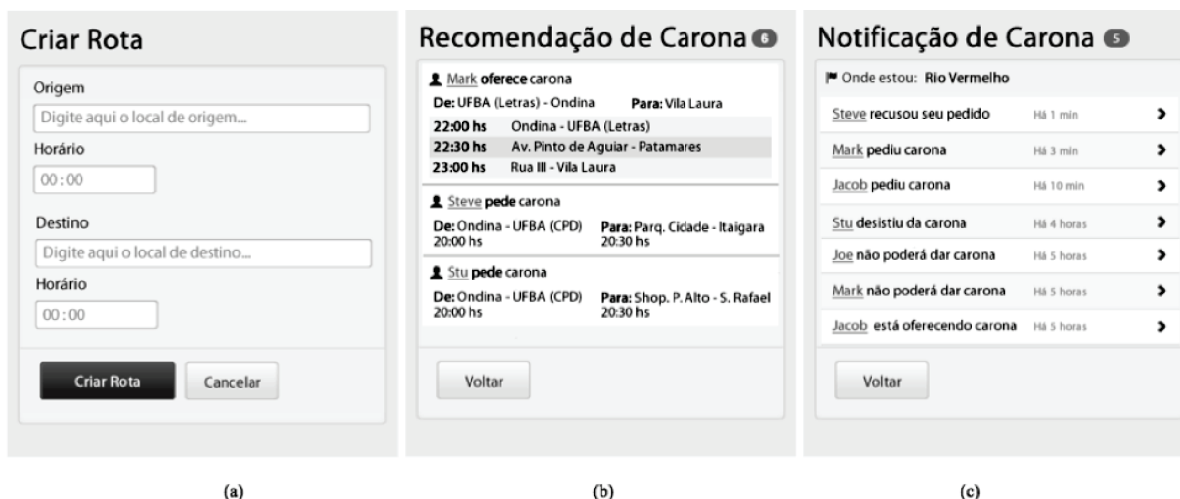 Criar Rota
Origem
Digite aqui o local de origem...
Horário
00:00
Destino
Digite aqui o local de destino...
Horário
00:00
Criar Rota Cancelar
(a)
Recomendação de Carona 6
Mark oferece carona
De: UFBA (Letras) - Ondina Para: Vila Laura
22:00 hs Ondina - UFBA (Letras)
22:30 hs Av. Pinto de Aguiar - Patamares
23:00 hs Rua III - Vila Laura
Steve pede carona
De: Ondina - UFBA (CPD) Para: Parq. Cidade - Itaigara
20:00 hs 20:30 hs
Stu pede carona
De: Ondina - UFBA (CPD) Para: Shop. P. Alto - S. Rafael
20:00 hs 20:30 hs
Voltar
(b)
Notificação de Carona 5
Onde estou: Rio Vermelho
Steve recusou seu pedido Há 1 min
Mark pediu carona Há 3 min
Jacob pediu carona Há 10 min
Stu desistiu da carona Há 4 horas
Joe não poderá dar carona Há 5 horas
Mark não poderá dar carona Há 5 horas
Jacob está oferecendo carona Há 5 horas
Voltar
(c)